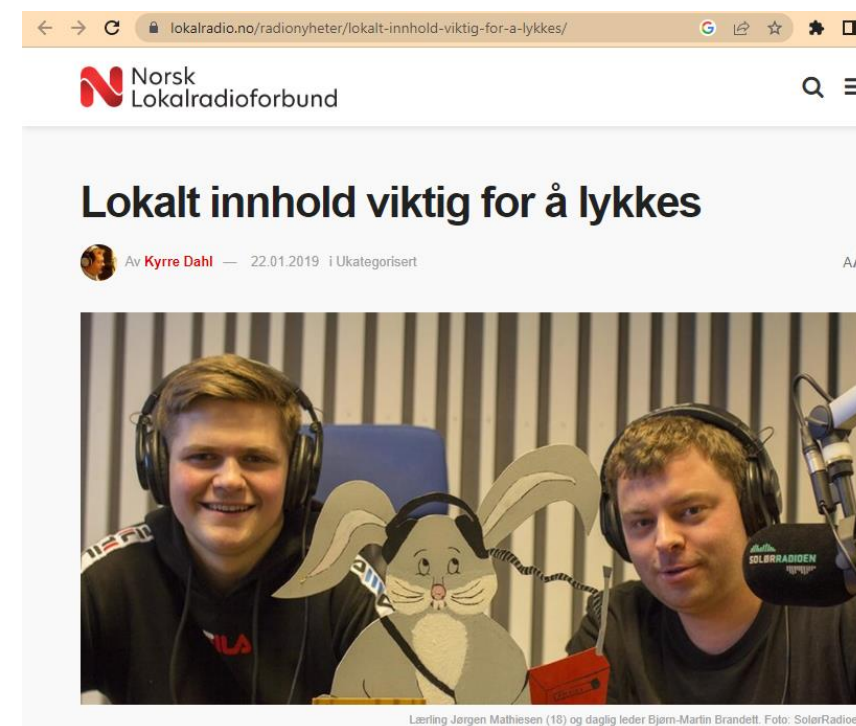 lokalradio.no/radionyheter/lokalt-innhold-viktig-for-a-lykkes/
Norsk
Lokalradioforbund
Lokalt innhold viktig for å lykkes
Av Kyrre Dahl — 22.01.2019 i Ukategorisert
FILA
SOLØRRADIOEN
Lærling Jørgen Mathiesen (18) og daglig leder Bjørn-Martin Brandett. Foto: SolørRadioe